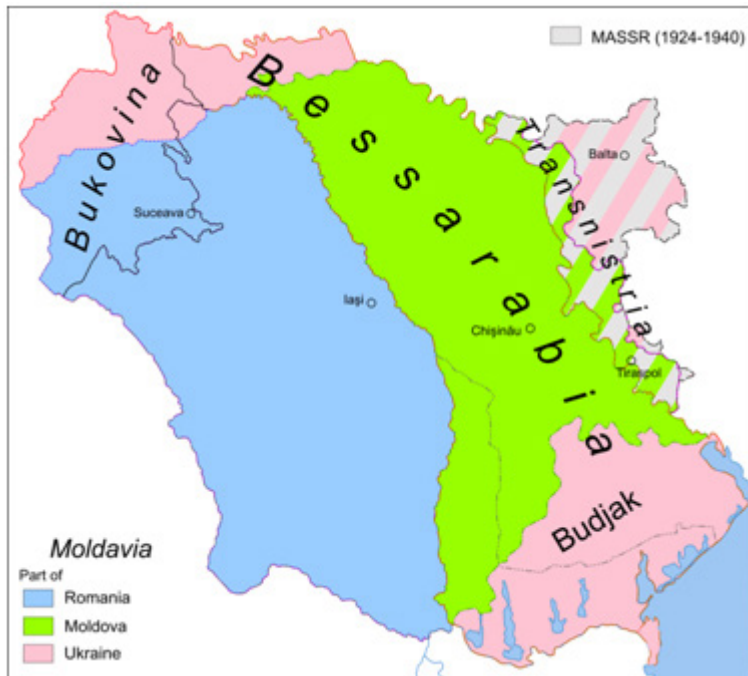 MASSR (1924-1940)
Bukovina
Bessarabia
Transnistria
Balta
Suceava
Iași
Chișinău
Tiraspol
Budjak
Moldavia
Part of
Romania
Moldova
Ukraine